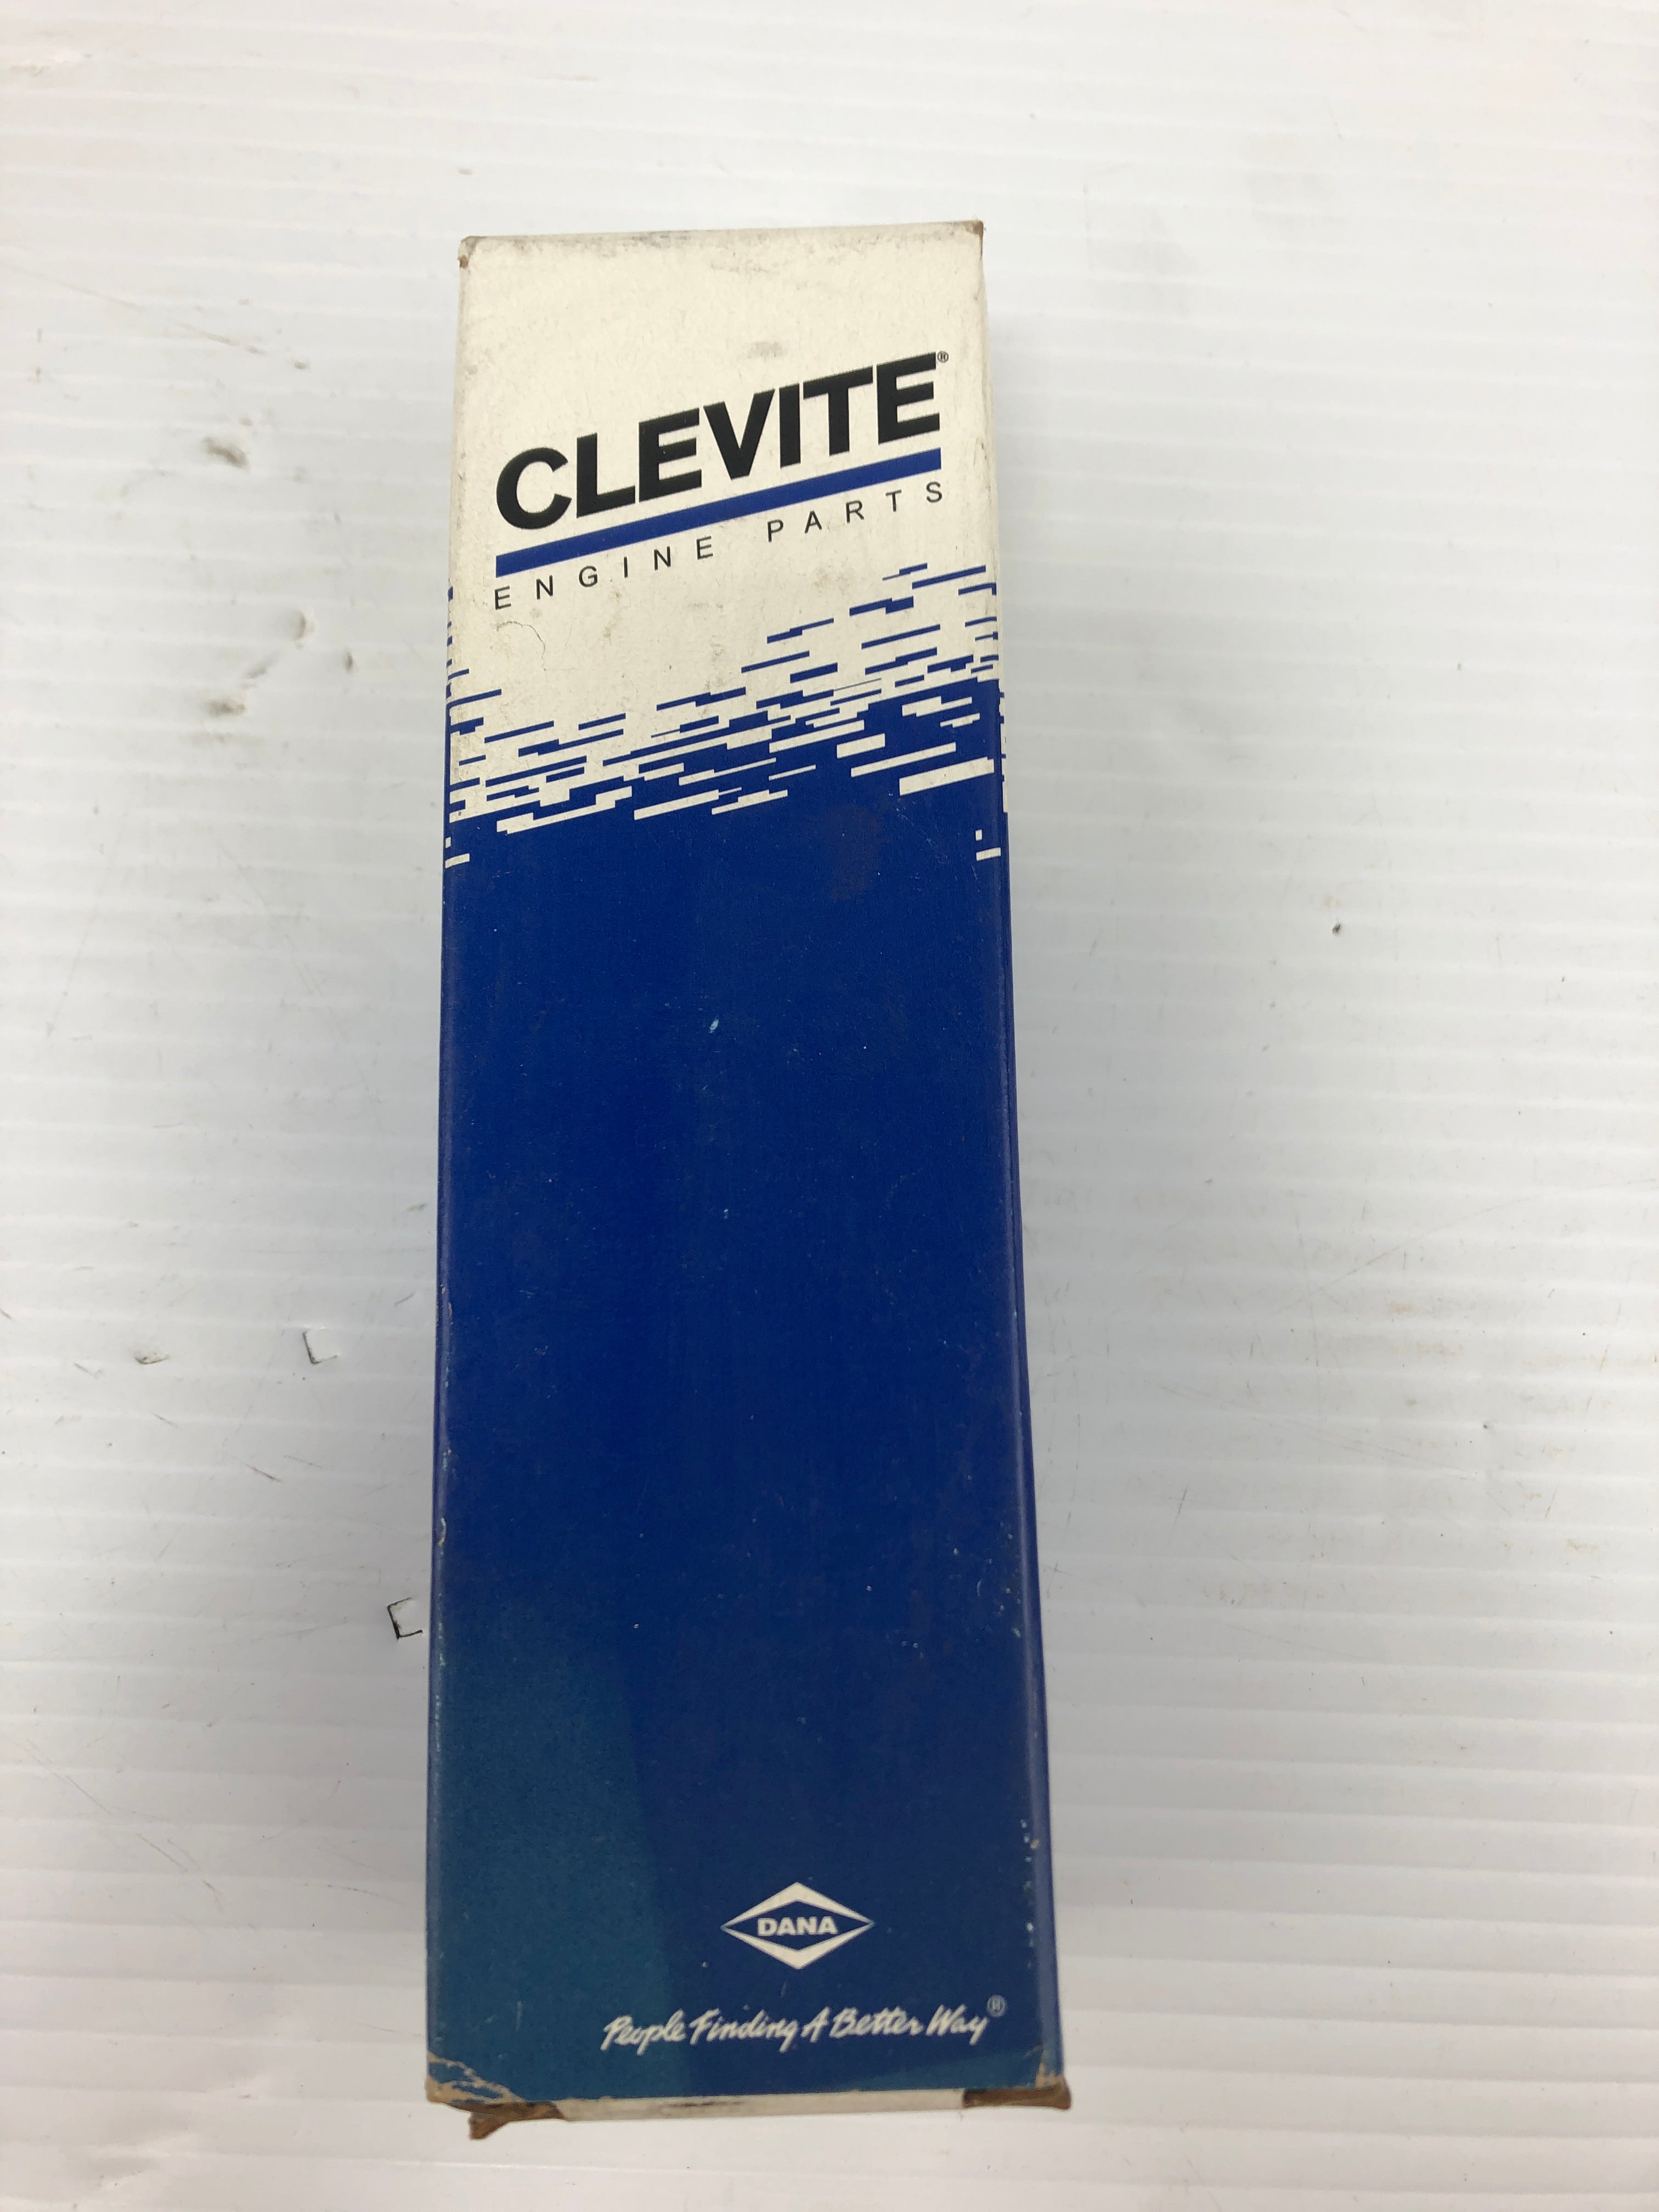 CLEVITE®
ENGINE PARTS
DANA
People Finding A Better Way®